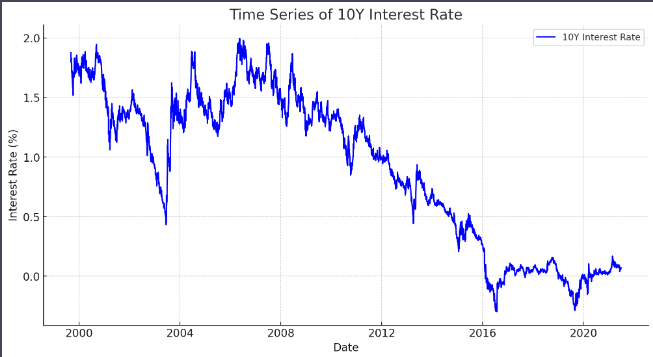 Time Series of 10Y Interest Rate
10Y Interest Rate
2.0
1.5
1.0
0.5
0.0
Interest Rate (%)
2000 2004 2008 2012 2016 2020
Date